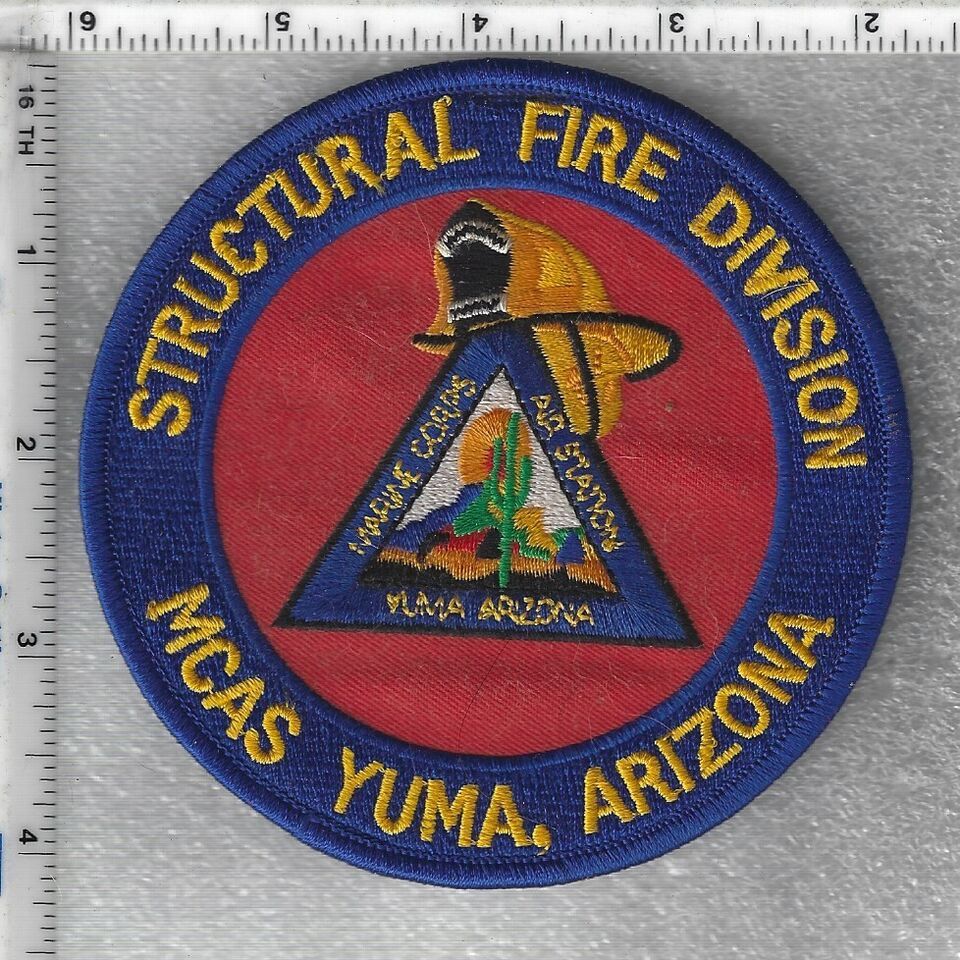 6 5 4 3 2
16 TH
1
2
3
4
STRUCTURAL FIRE DIVISION
MARINE CORPS
AIR STATION
YUMA ARIZONA
MCAS YUMA, ARIZONA